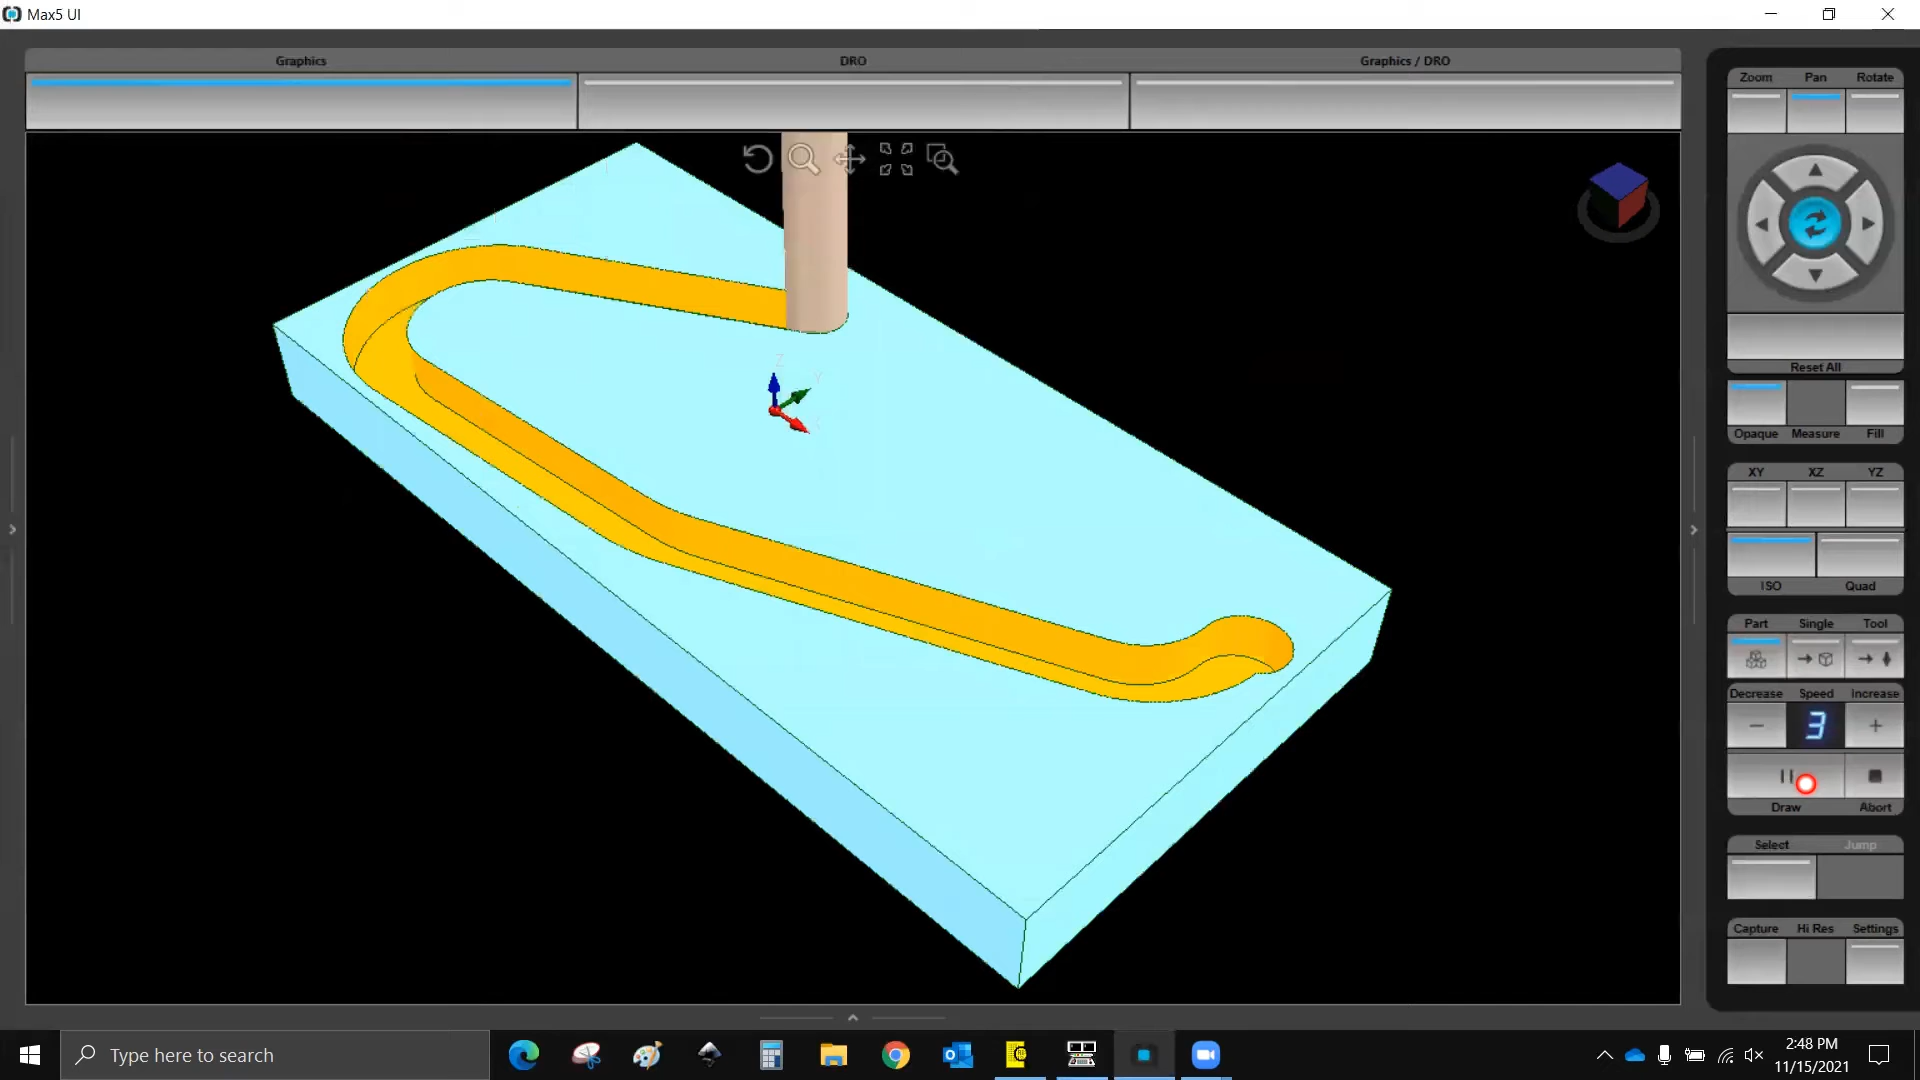 Max5 UI
Graphics
DRO
Graphics / DRO
Zoom Pan Rotate
Z
Y
X
Reset All
Opaque Measure Fill
XY XZ YZ
ISO Quad
Part Single Tool
Decrease Speed Increase
3
Draw Abort
Select Jump
Capture Hi Res Settings
Type here to search
2:48 PM
11/15/2021